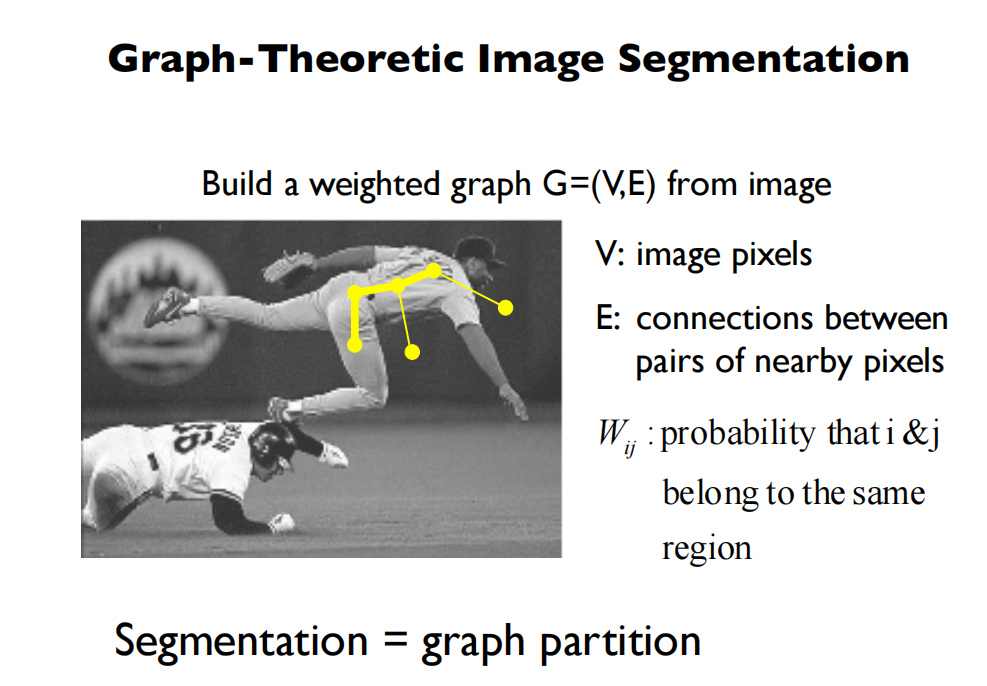 Graph-Theoretic Image Segmentation
Build a weighted graph G=(V,E) from image
V: image pixels
E: connections between
pairs of nearby pixels
W_ij : probability that i & j
belong to the same
region
16
Segmentation = graph partition